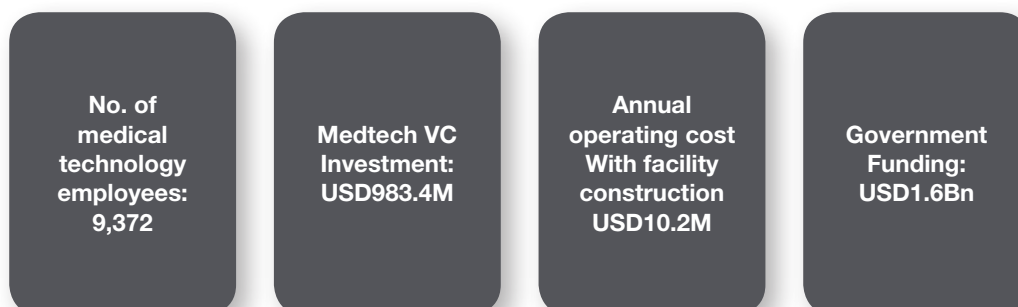 No. of
medical
technology
employees:
9,372
Medtech VC
Investment:
USD983.4M
Annual
operating cost
With facility
construction
USD10.2M
Government
Funding:
USD1.6Bn